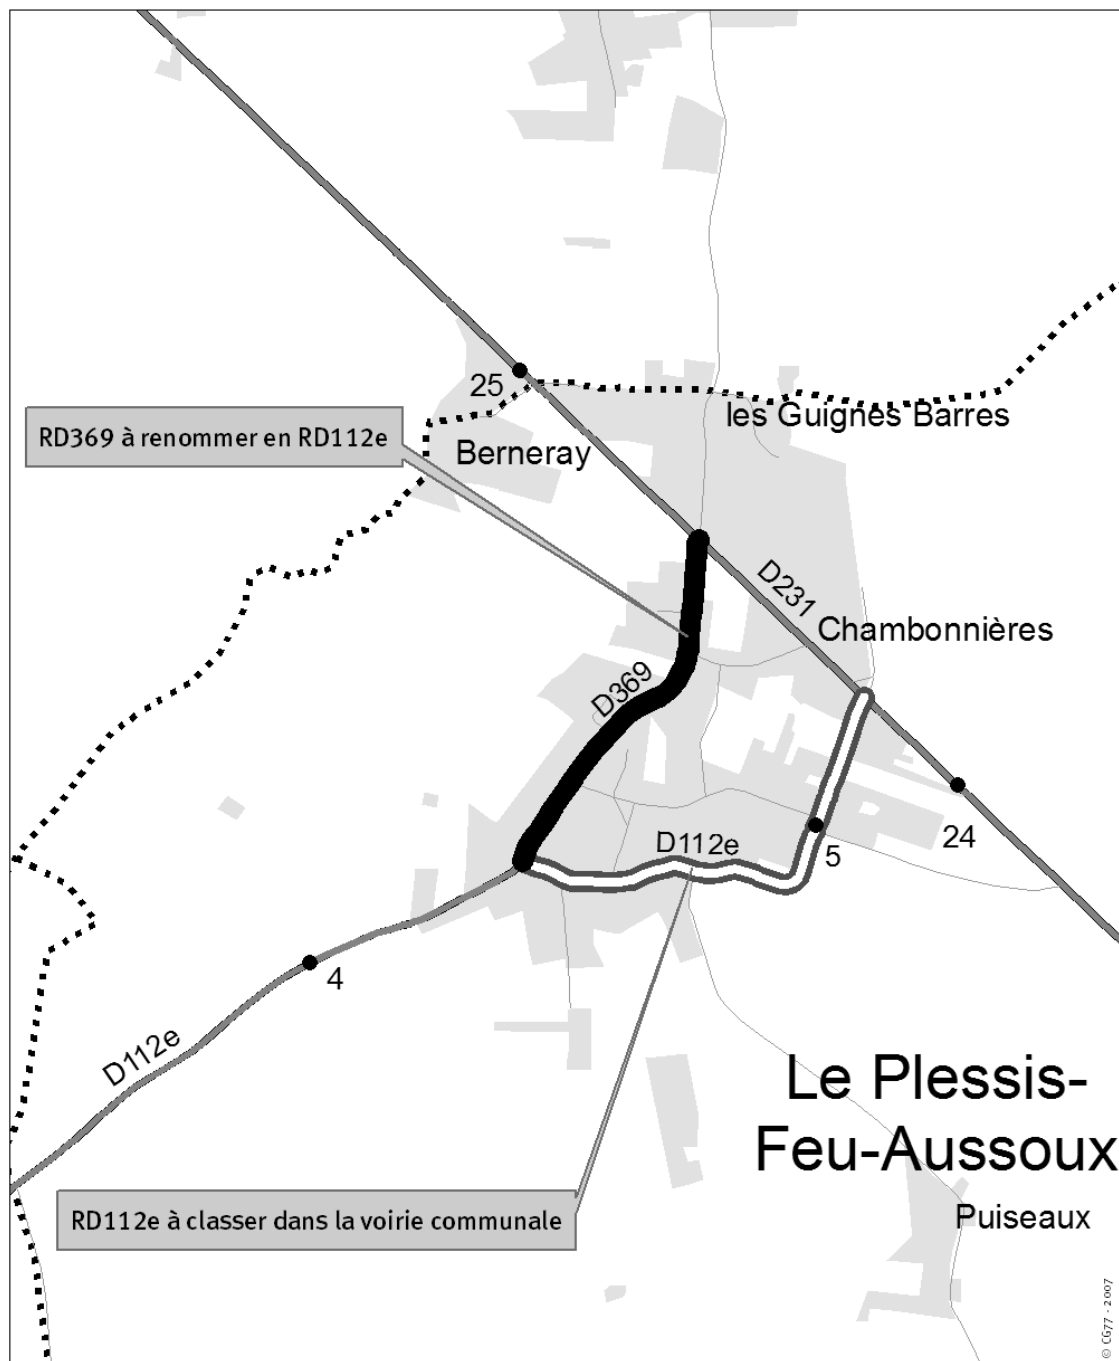 25
les Guignes Barres
RD369 à renommer en RD112e
Berneray
D231
Chambonnières
D369
24
D112e
5
4
D112e
Le Plessis-
Feu-Aussoux
RD112e à classer dans la voirie communale
Puiseaux
© CG77 - 2007